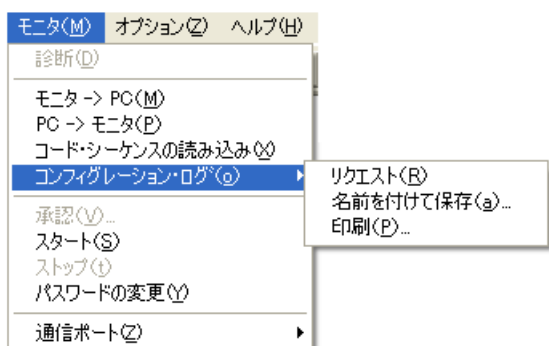 モニタ(M) オプション(Z) ヘルプ(H)
診断(D)
モニタ -> PC(M)
PC -> モニタ(P)
コード・シーケンスの読み込み(X)
コンフィグレーション・ログ(o)
リクエスト(R)
名前を付けて保存(a)...
印刷(P)...
承認(V)...
スタート(S)
ストップ(t)
パスワードの変更(Y)
通信ポート(Z)